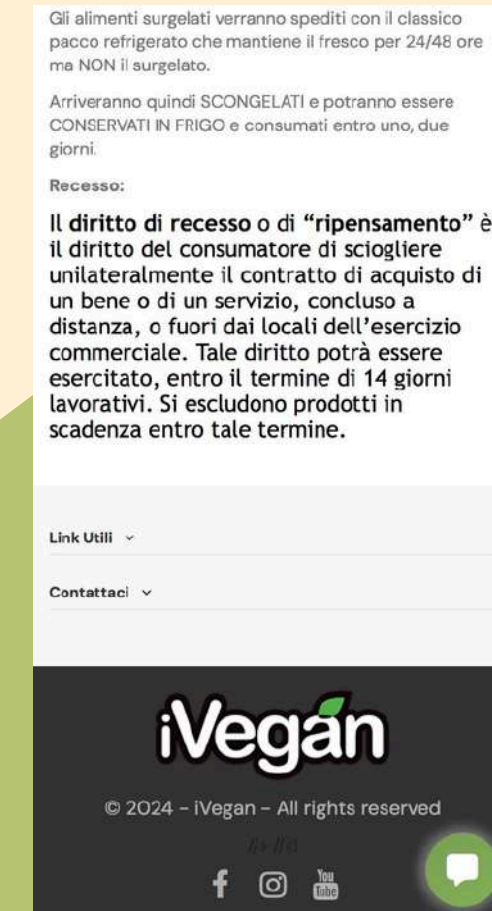 Gli alimenti surgelati verranno spediti con il classico
pacco refrigerato che mantiene il fresco per 24/48 ore
ma NON il surgelato.
Arriveranno quindi SCONGELATI e potranno essere
CONSERVATI IN FRIGO e consumati entro uno, due
giorni.
Recesso:
Il diritto di recesso o di “ripensamento” è
il diritto del consumatore di sciogliere
unilateralmente il contratto di acquisto di
un bene o di un servizio, concluso a
distanza, o fuori dai locali dell’esercizio
commerciale. Tale diritto potrà essere
esercitato, entro il termine di 14 giorni
lavorativi. Si escludono prodotti in
scadenza entro tale termine.
Link Utili
Contattaci
iVegan
© 2024 – iVegan – All rights reserved
You
Tube